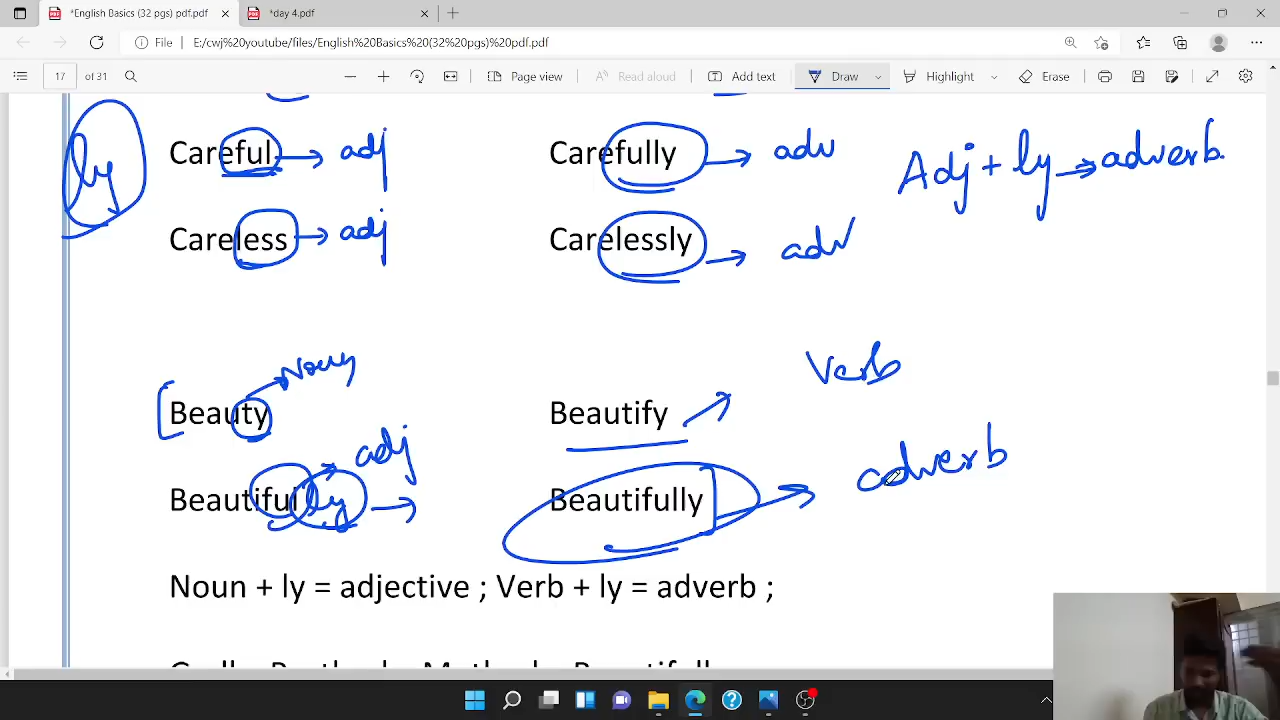 *English Basics (32 pgs) pdf.pdf
*day 4.pdf
File
E:/cwj%20youtube/files/English%20Basics%20(32%20pgs)%20pdf.pdf
17 of 31
Page view
Read aloud
Add text
Draw
Highlight
Erase
ly
Careful → adj
Carefully → adv
Adj + ly → adverb
Careless → adj
Carelessly → adv
Beauty Noun
Beautify Verb
Beautiful ly adj
Beautifully adverb
Noun + ly = adjective ; Verb + ly = adverb ;